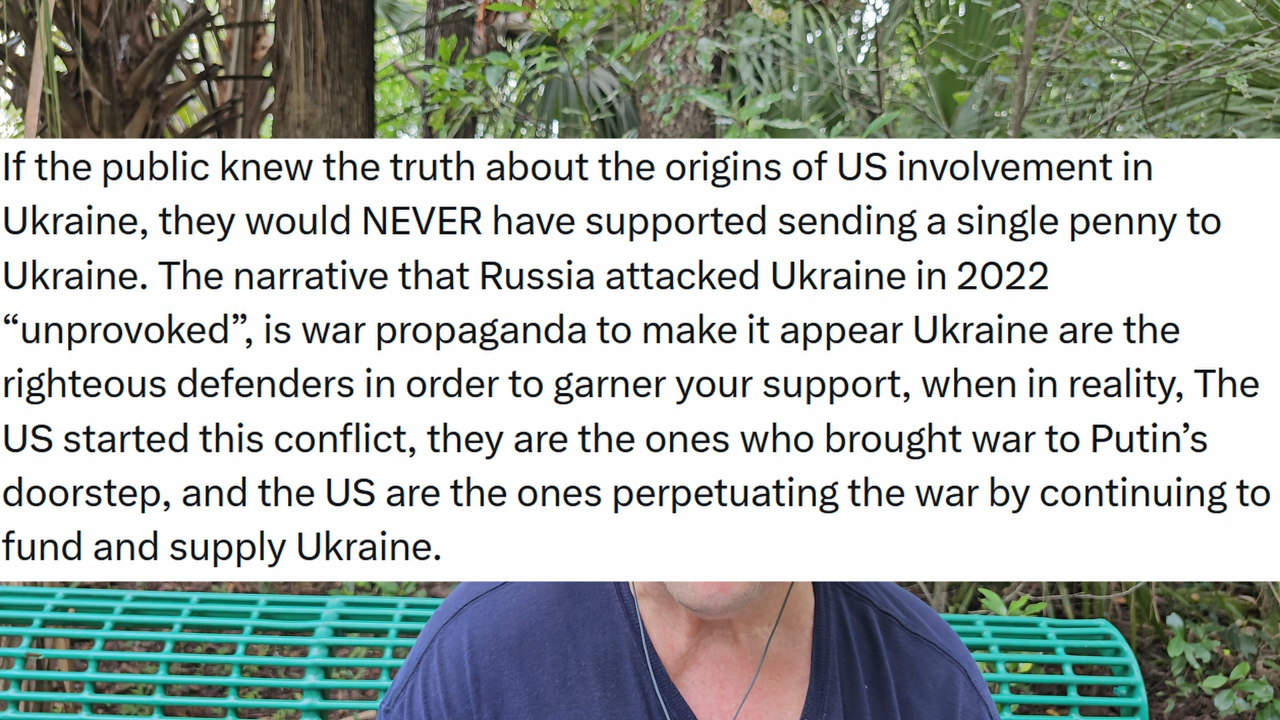 If the public knew the truth about the origins of US involvement in
Ukraine, they would NEVER have supported sending a single penny to
Ukraine. The narrative that Russia attacked Ukraine in 2022
“unprovoked”, is war propaganda to make it appear Ukraine are the
righteous defenders in order to garner your support, when in reality, The
US started this conflict, they are the ones who brought war to Putin’s
doorstep, and the US are the ones perpetuating the war by continuing to
fund and supply Ukraine.